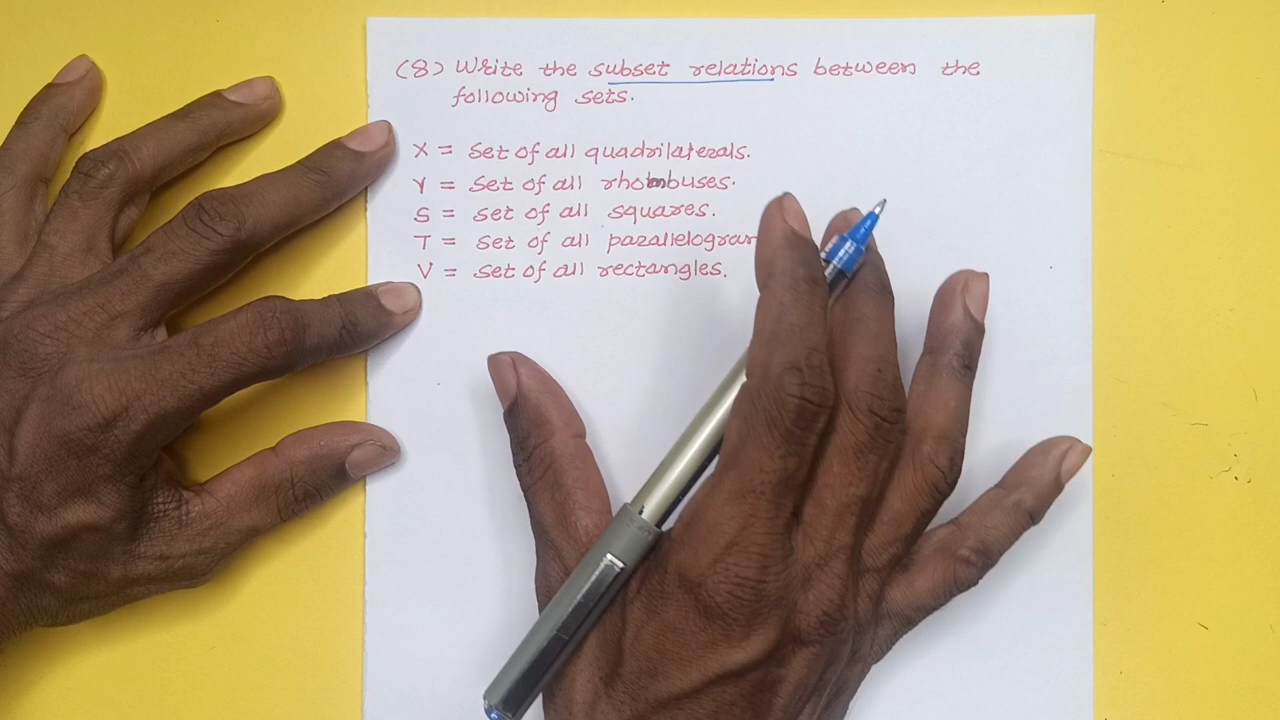 (8) Write the subset relations between the
following sets.
X = set of all quadrilaterals.
Y = set of all rhombuses.
S = set of all squares.
T = set of all parallelogram
V = set of all rectangles.